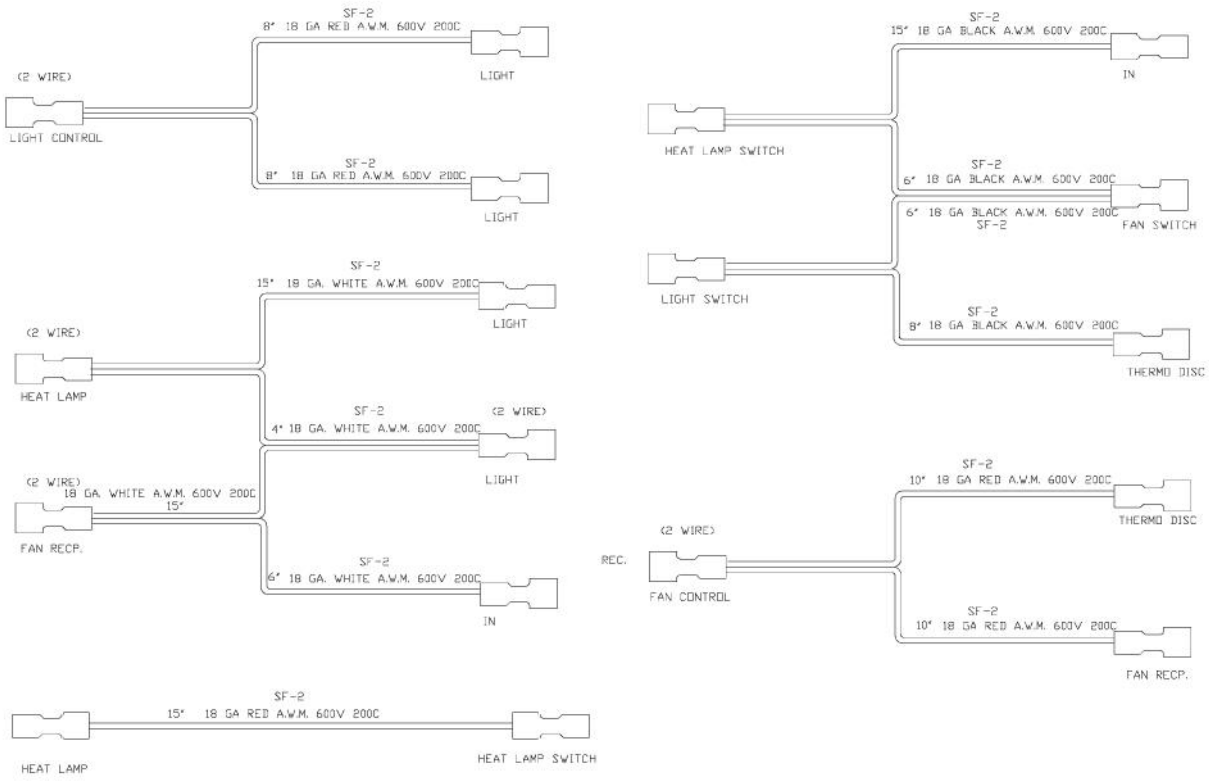 SF-2
8" 18 GA RED A.W.M. 600V 200C
LIGHT
(2 WIRE)
LIGHT CONTROL
SF-2
8" 18 GA RED A.W.M. 600V 200C
LIGHT
SF-2
15" 18 GA. WHITE A.W.M. 600V 200C
LIGHT
(2 WIRE)
HEAT LAMP
SF-2
(2 WIRE)
4" 18 GA. WHITE A.W.M. 600V 200C
LIGHT
(2 WIRE)
18 GA. WHITE A.W.M. 600V 200C
15"
FAN RECP.
SF-2
6" 18 GA. WHITE A.W.M. 600V 200C
IN
SF-2
15" 18 GA RED A.W.M. 600V 200C
HEAT LAMP
HEAT LAMP SWITCH
SF-2
15" 18 GA BLACK A.W.M. 600V 200C
IN
HEAT LAMP SWITCH
SF-2
6" 18 GA BLACK A.W.M. 600V 200C
6" 18 GA BLACK A.W.M. 600V 200C
SF-2
FAN SWITCH
LIGHT SWITCH
SF-2
8" 18 GA BLACK A.W.M. 600V 200C
THERMO DISC
SF-2
10" 18 GA RED A.W.M. 600V 200C
THERMO DISC
(2 WIRE)
REC.
FAN CONTROL
SF-2
10" 18 GA RED A.W.M. 600V 200C
FAN RECP.